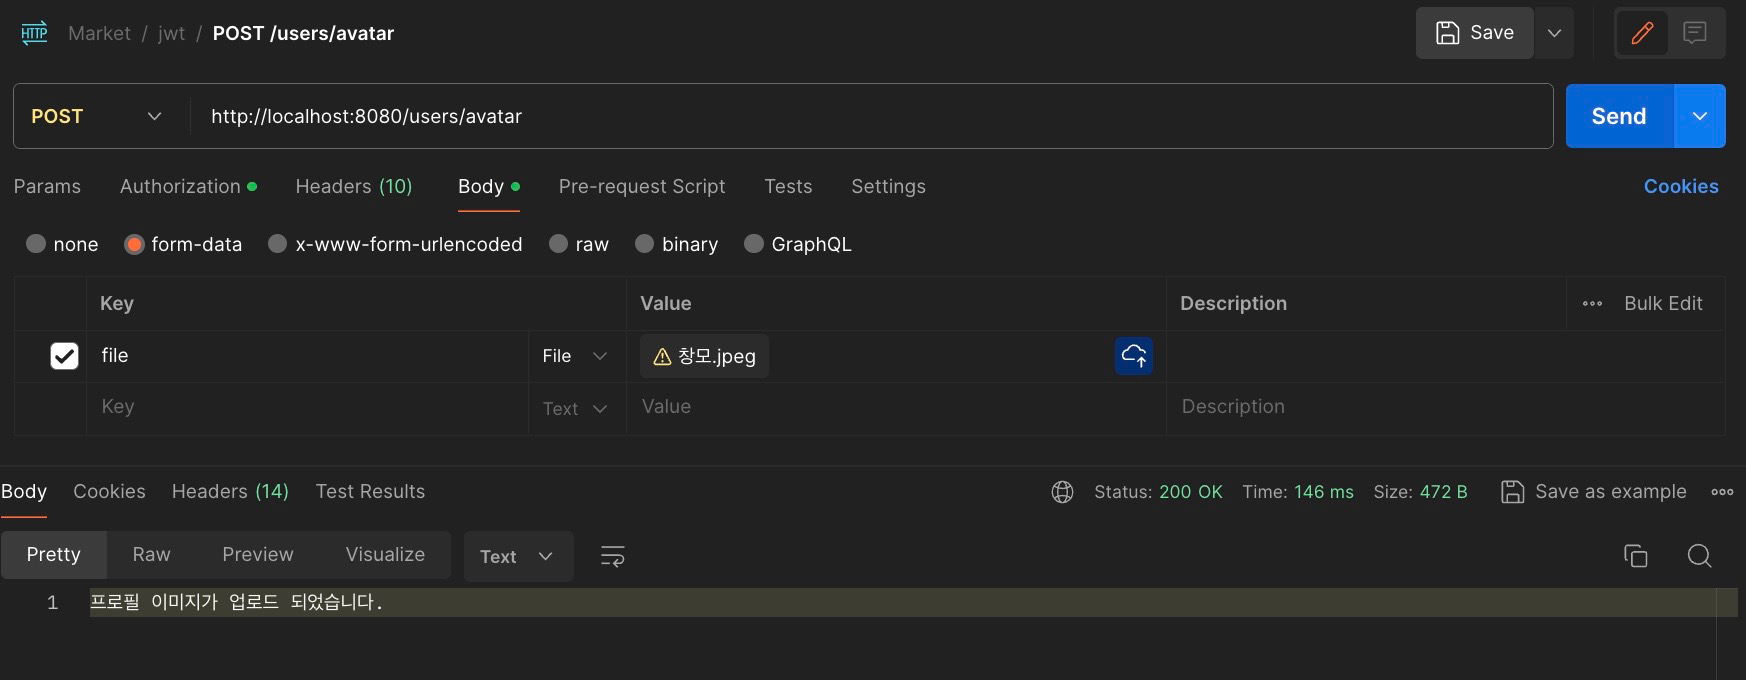 HTTP Market / jwt / POST /users/avatar Save
POST http://localhost:8080/users/avatar Send
Params Authorization Headers (10) Body Pre-request Script Tests Settings Cookies
none form-data x-www-form-urlencoded raw binary GraphQL
Key Value Description Bulk Edit
file File 창모.jpeg
Key Text Value Description
Body Cookies Headers (14) Test Results Status: 200 OK Time: 146 ms Size: 472 B Save as example
Pretty Raw Preview Visualize Text
1 프로필 이미지가 업로드 되었습니다.